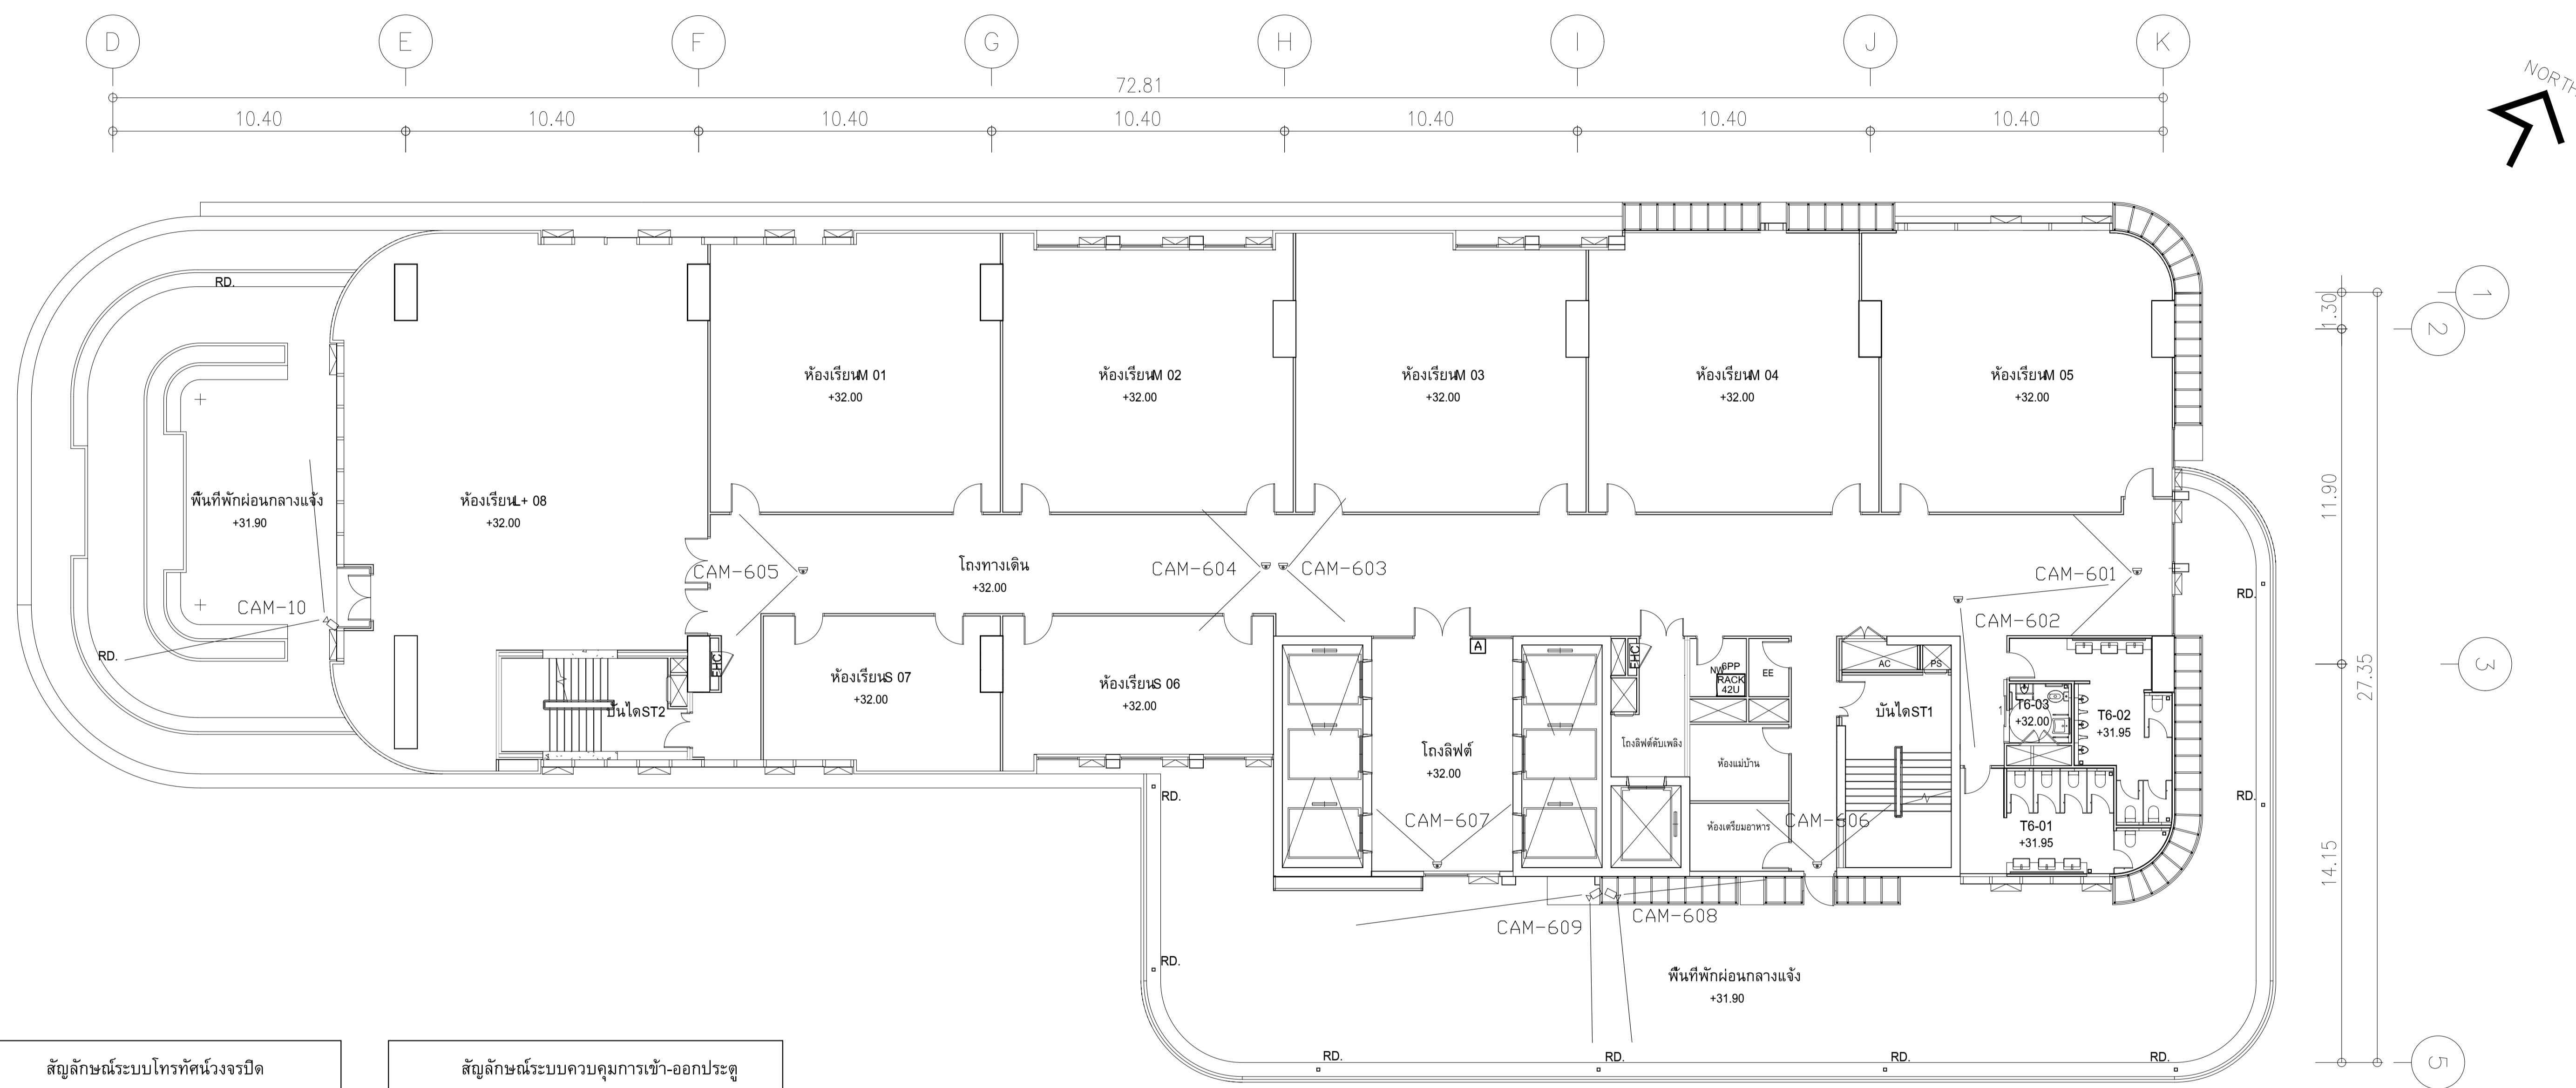 D E F G H I J K
NORTH
72.81
10.40 10.40 10.40 10.40 10.40 10.40 10.40
RD.
1
1.30
2
ห้องเรียนM 01
+32.00
ห้องเรียนM 02
+32.00
ห้องเรียนM 03
+32.00
ห้องเรียนM 04
+32.00
ห้องเรียนM 05
+32.00
พื้นที่พักผ่อนกลางแจ้ง
+31.90
ห้องเรียนL+ 08
+32.00
11.90
CAM-605
โถงทางเดิน
+32.00
CAM-604
CAM-603
CAM-601
CAM-10
RD.
CAM-602
RD.
3
27.35
FHC
ห้องเรียนS 07
+32.00
ห้องเรียนS 06
+32.00
บันไดST2
A
FHC
NW
6PP
RACK
42U
EE
AC
PS
บันไดST1
T6-03
+32.00
T6-02
+31.95
โถงลิฟต์
+32.00
โถงลิฟต์ดับเพลิง
ห้องแม่บ้าน
RD.
RD.
CAM-607
ห้องเตรียมอาหาร
CAM-606
T6-01
+31.95
14.15
CAM-609
CAM-608
RD.
พื้นที่พักผ่อนกลางแจ้ง
+31.90
RD.
RD.
RD.
RD.
5
สัญลักษณ์ระบบโทรทัศน์วงจรปิด
สัญลักษณ์ระบบควบคุมการเข้า-ออกประตู